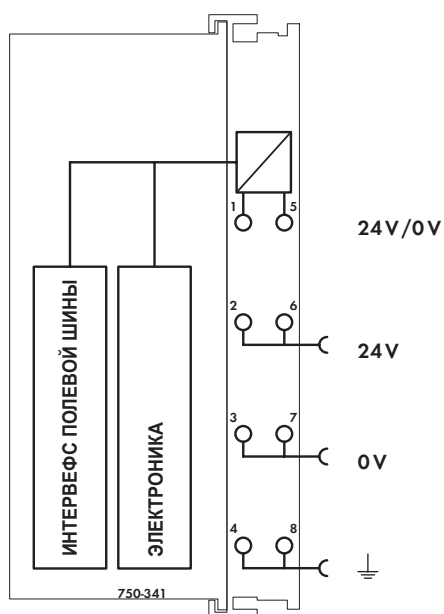 1 5
24V/0V
2 6
24V
3 7
0V
4 8
ИНТЕРВЕФС ПОЛЕВОЙ ШИНЫ
ЭЛЕКТРОНИКА
750-341